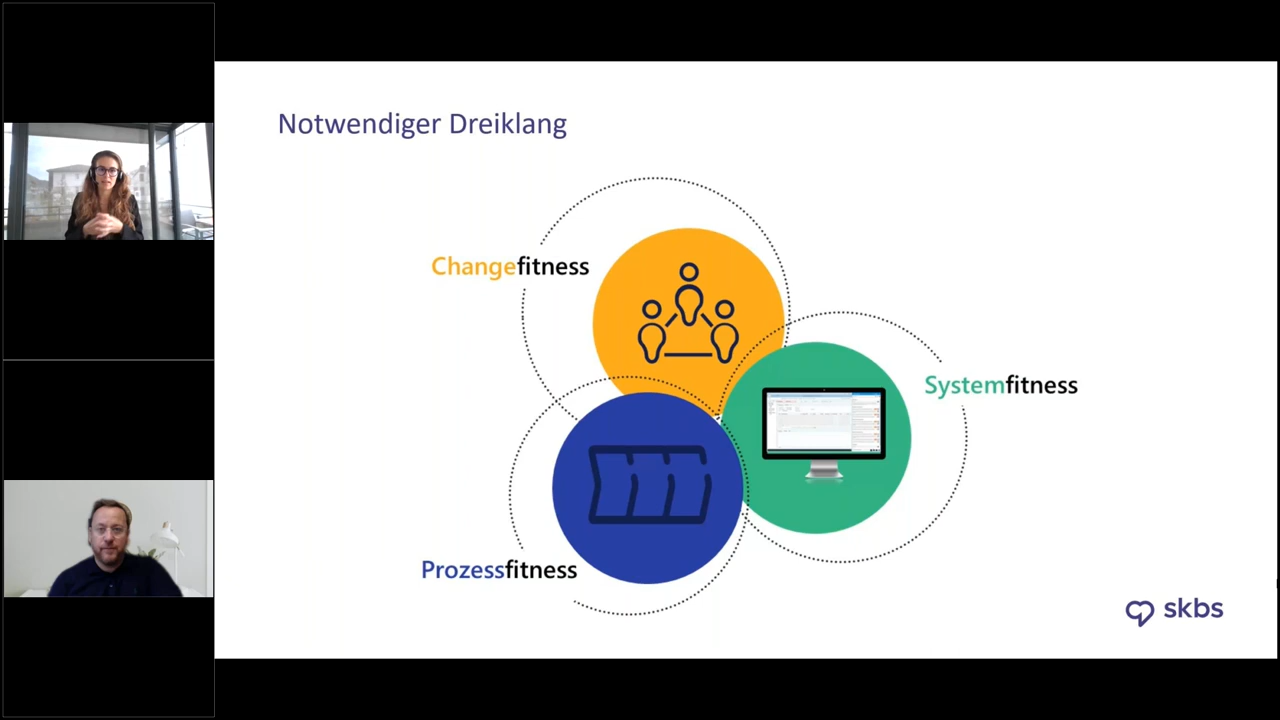 Notwendiger Dreiklang
Changefitness
Systemfitness
Prozessfitness
skbs